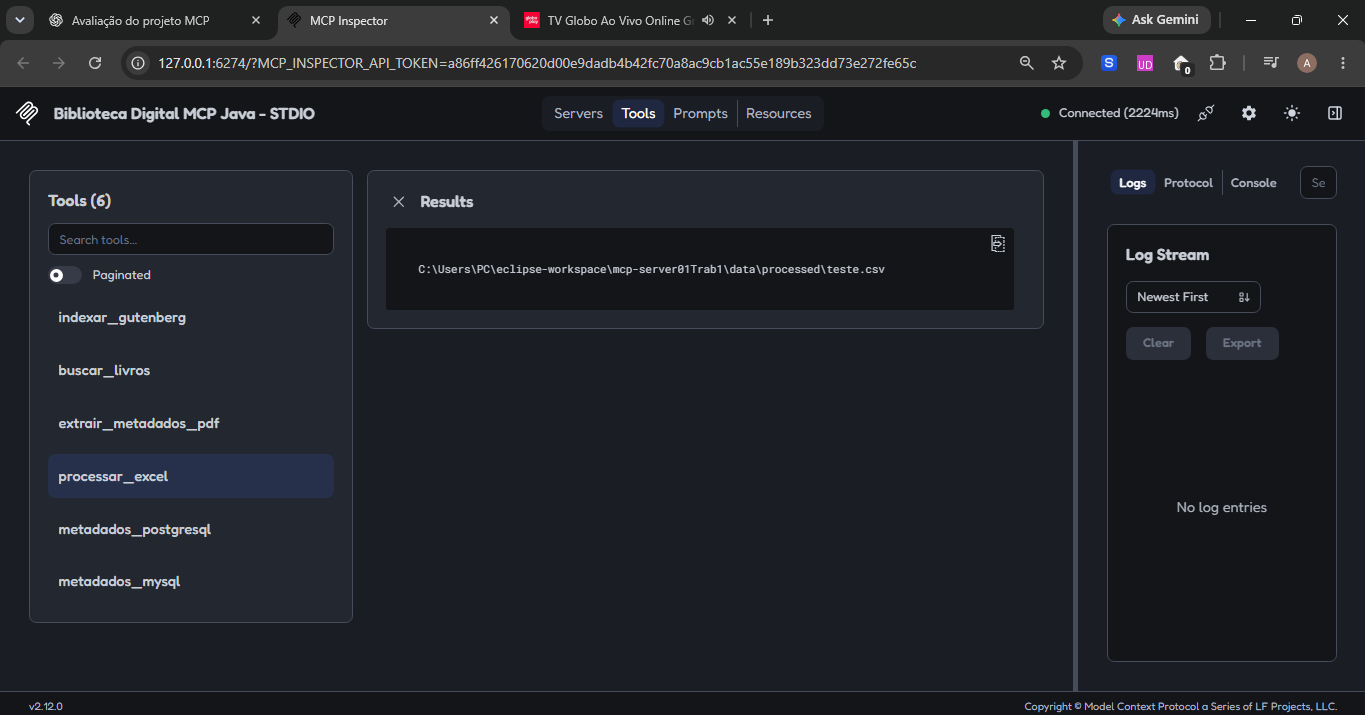 Avaliação do projeto MCP
MCP Inspector
TV Globo Ao Vivo Online G
Ask Gemini
127.0.0.1:6274/?MCP_INSPECTOR_API_TOKEN=a86ff426170620d00e9dadb4b42fc70a8ac9cb1ac55e189b323dd73e272fe65c
S
UD
0
A
Biblioteca Digital MCP Java - STDIO
Servers
Tools
Prompts
Resources
Connected (2224ms)
Tools (6)
Search tools...
Paginated
indexar_gutenberg
buscar_livros
extrair_metadados_pdf
processar_excel
metadados_postgresql
metadados_mysql
Results
C:\Users\PC\eclipse-workspace\mcp-server01Trab1\data\processed\teste.csv
Logs
Protocol
Console
Se
Log Stream
Newest First
Clear
Export
No log entries
v2.12.0
Copyright © Model Context Protocol a Series of LF Projects, LLC.